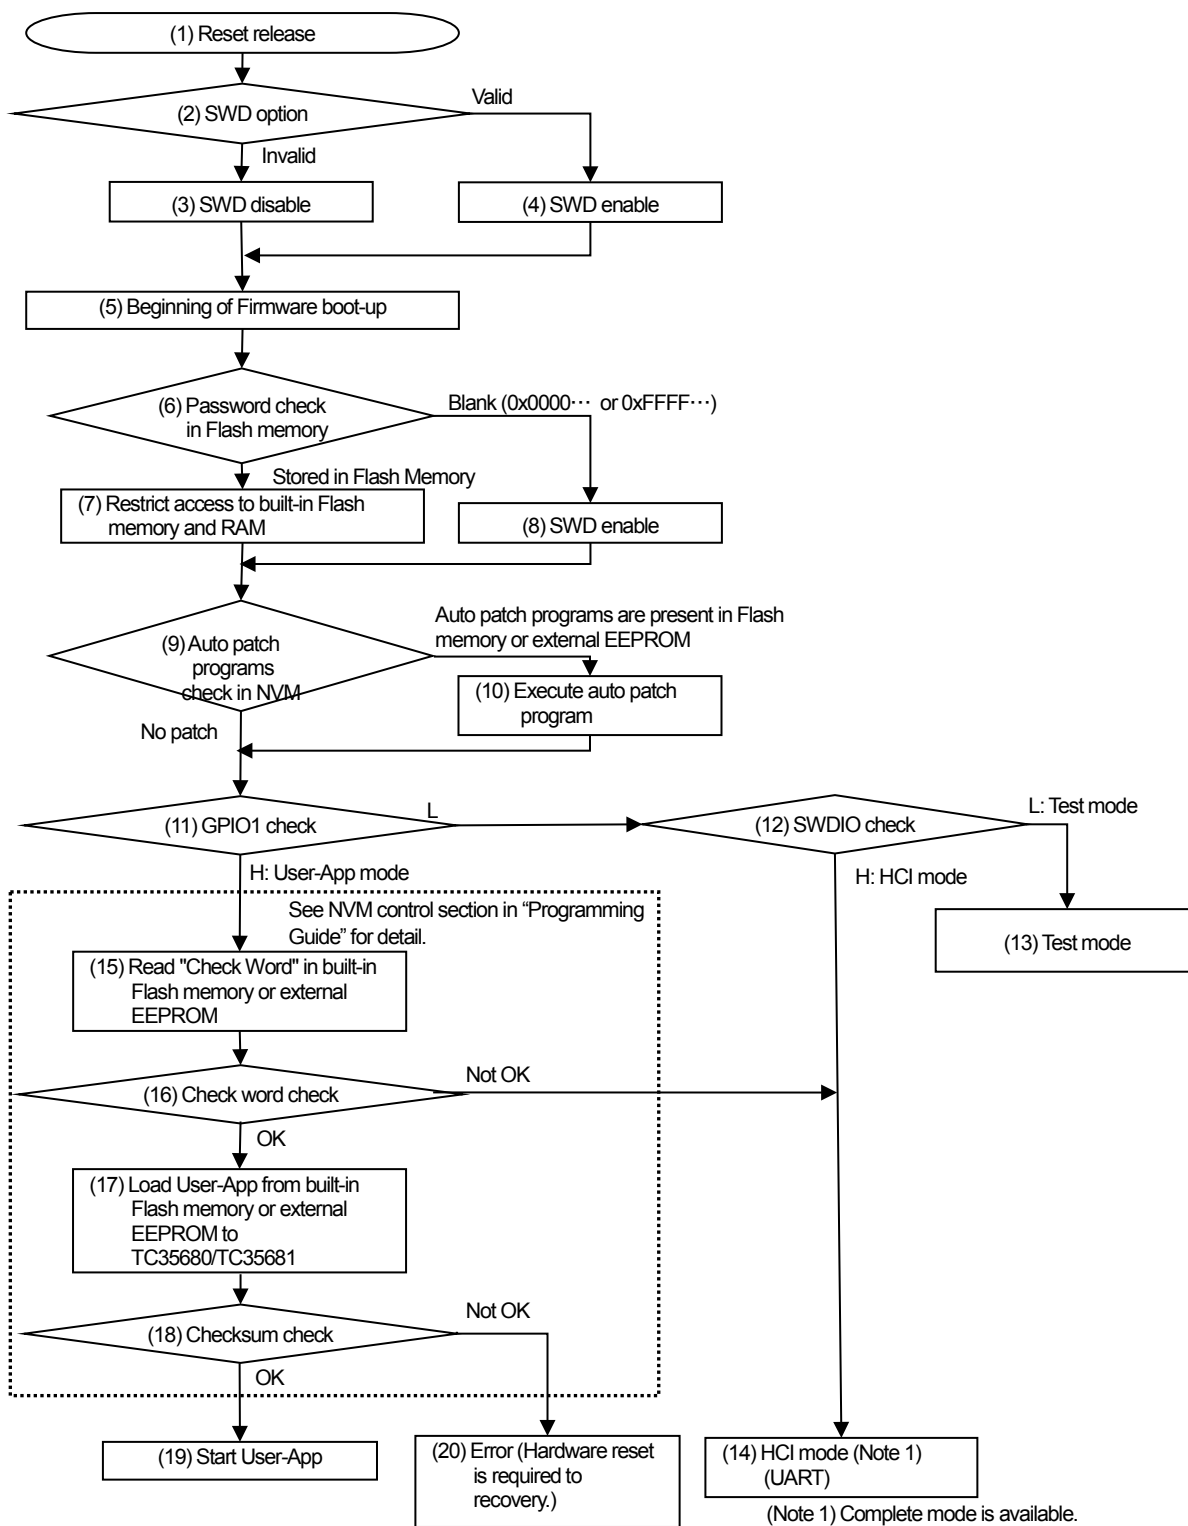 (1) Reset release
(2) SWD option
Valid
Invalid
(3) SWD disable
(4) SWD enable
(5) Beginning of Firmware boot-up
(6) Password check
in Flash memory
Blank (0x0000⋯ or 0xFFFF⋯)
Stored in Flash Memory
(7) Restrict access to built-in Flash
memory and RAM
(8) SWD enable
(9) Auto patch
programs
check in NVM
Auto patch programs are present in Flash
memory or external EEPROM
(10) Execute auto patch
program
No patch
(11) GPIO1 check
L
(12) SWDIO check
L: Test mode
H: User-App mode
H: HCI mode
(13) Test mode
See NVM control section in “Programming
Guide” for detail.
(15) Read "Check Word" in built-in
Flash memory or external
EEPROM
(16) Check word check
Not OK
OK
(17) Load User-App from built-in
Flash memory or external
EEPROM to
TC35680/TC35681
(18) Checksum check
Not OK
OK
(19) Start User-App
(20) Error (Hardware reset
is required to
recovery.)
(14) HCI mode (Note 1)
(UART)
(Note 1) Complete mode is available.